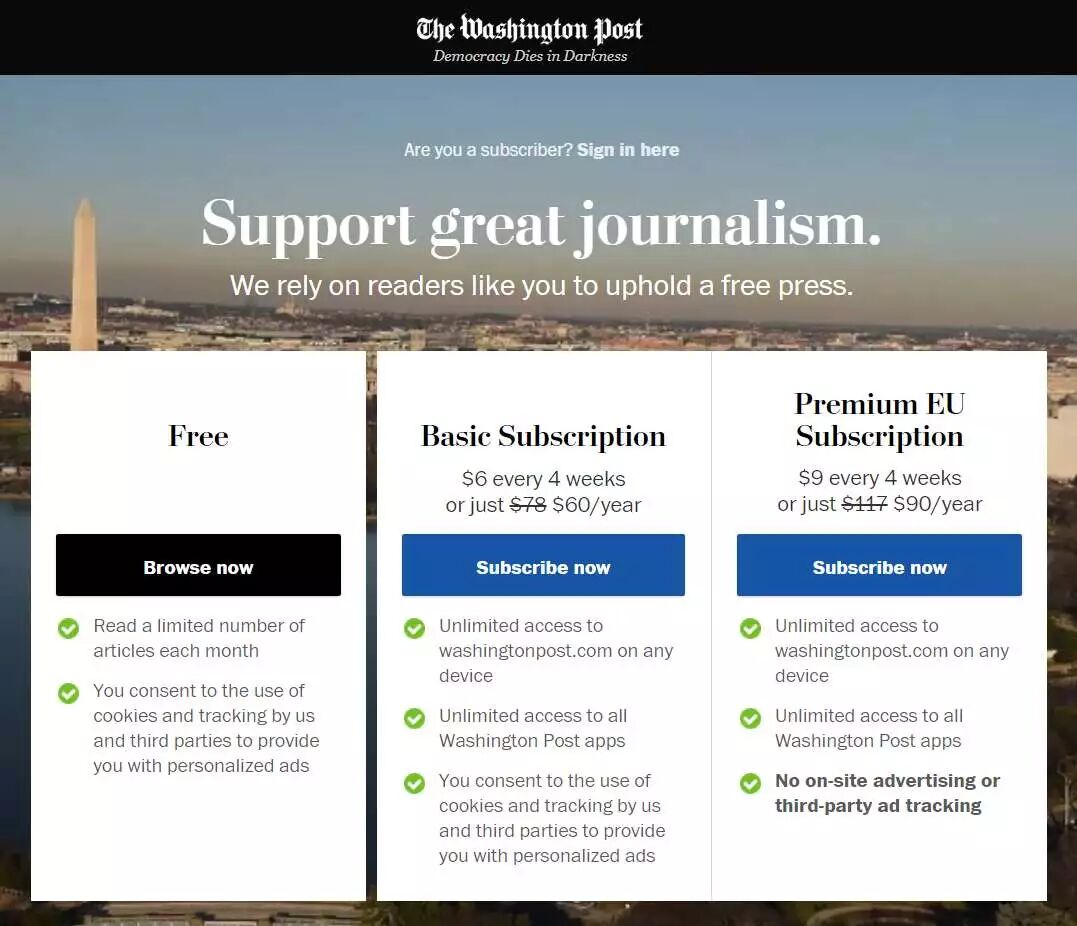 The Washington Post
Democracy Dies in Darkness
Are you a subscriber? Sign in here
Support great journalism.
We rely on readers like you to uphold a free press.
Free
Browse now
Read a limited number of
articles each month
You consent to the use of
cookies and tracking by us
and third parties to provide
you with personalized ads
Basic Subscription
$6 every 4 weeks
or just $78 $60/year
Subscribe now
Unlimited access to
washingtonpost.com on any
device
Unlimited access to all
Washington Post apps
You consent to the use of
cookies and tracking by us
and third parties to provide
you with personalized ads
Premium EU
Subscription
$9 every 4 weeks
or just $117 $90/year
Subscribe now
Unlimited access to
washingtonpost.com on any
device
Unlimited access to all
Washington Post apps
No on-site advertising or
third-party ad tracking